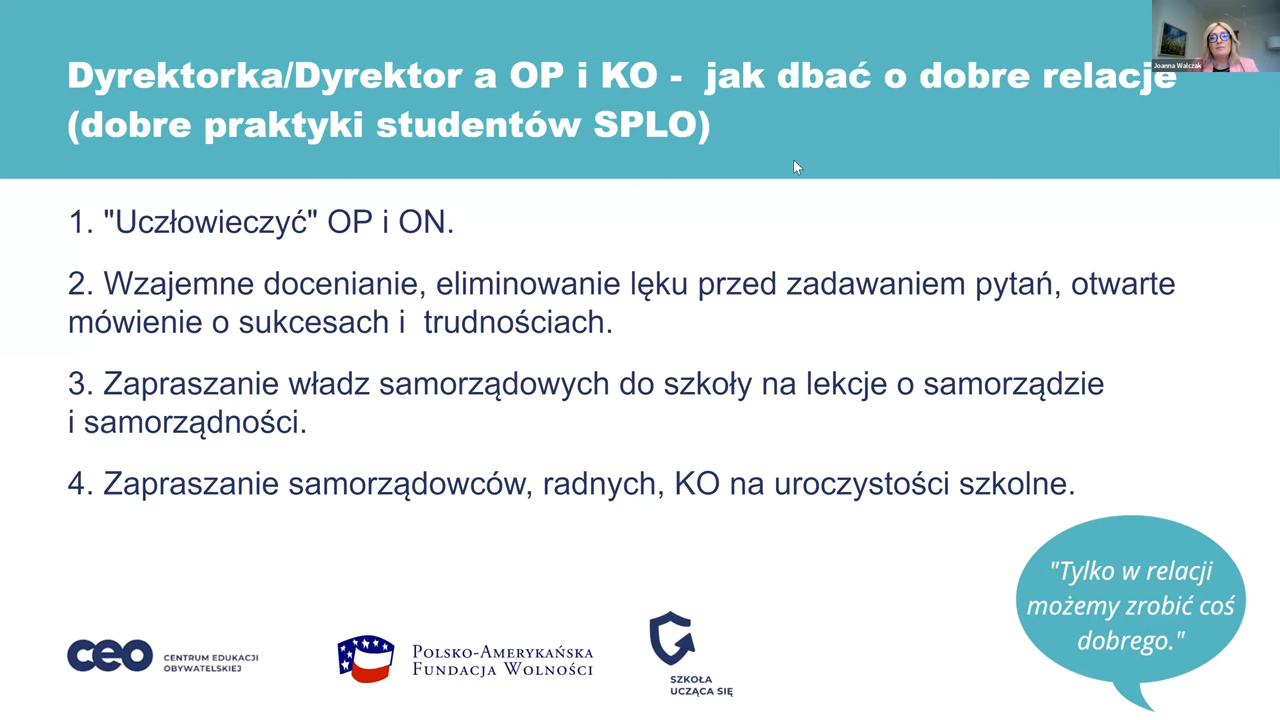 Dyrektorka/Dyrektor a OP i KO -  jak dbać o dobre relacje
(dobre praktyki studentów SPLO)
Joanna Walczak
1. "Uczłowieczyć" OP i ON.
2. Wzajemne docenianie, eliminowanie lęku przed zadawaniem pytań, otwarte
mówienie o sukcesach i  trudnościach.
3. Zapraszanie władz samorządowych do szkoły na lekcje o samorządzie
i samorządności.
4. Zapraszanie samorządowców, radnych, KO na uroczystości szkolne.
"Tylko w relacji
możemy zrobić coś
dobrego."
ceo
CENTRUM EDUKACJI
OBYWATELSKIEJ
POLSKO-AMERYKAŃSKA
FUNDACJA WOLNOŚCI
SZKOŁA
UCZĄCA SIĘ